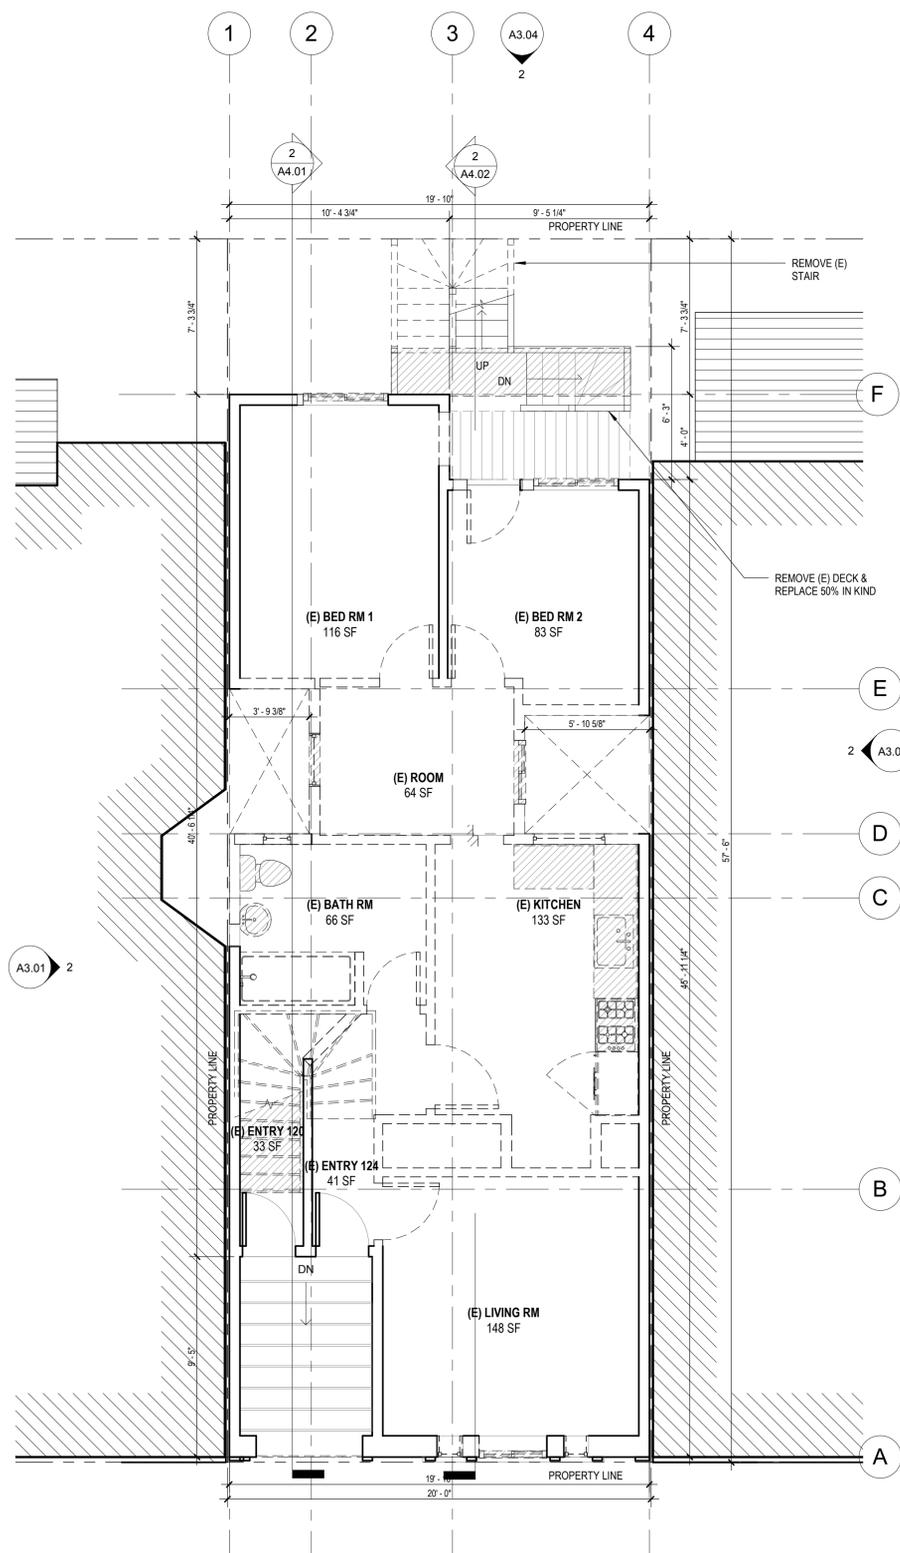 1
2
3
4
A3.04
2
2
A4.01
2
A4.02
19' - 10"
10' - 4 3/4"
9' - 5 1/4"
PROPERTY LINE
REMOVE (E)
STAIR
7' - 3 3/4"
7' - 3 3/4"
UP
DN
F
6' - 3"
4' - 0"
REMOVE (E) DECK &
REPLACE 50% IN KIND
(E) BED RM 1
116 SF
(E) BED RM 2
83 SF
E
3' - 9 3/8"
5' - 10 5/8"
2
A3.0
(E) ROOM
64 SF
D
57' - 6"
C
(E) BATH RM
66 SF
(E) KITCHEN
133 SF
A3.01
2
45' - 11 1/4"
PROPERTY LINE
PROPERTY LINE
(E) ENTRY 120
33 SF
(E) ENTRY 124
41 SF
B
DN
(E) LIVING RM
148 SF
9' - 5"
A
PROPERTY LINE
20' - 0"